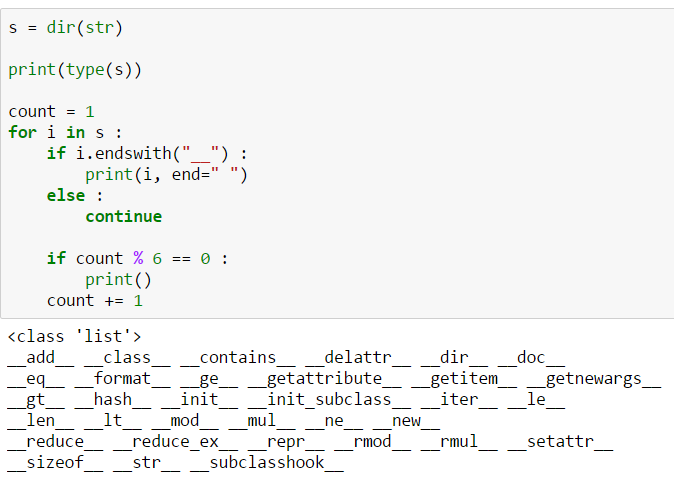 s = dir(str)
print(type(s))
count = 1
for i in s :
    if i.endswith("__") :
        print(i, end=" ")
    else :
        continue
    if count % 6 == 0 :
        print()
    count += 1
<class 'list'>
__add__ __class__ __contains__ __delattr__ __dir__ __doc__
__eq__ __format__ __ge__ __getattribute__ __getitem__ __getnewargs__
__gt__ __hash__ __init__ __init_subclass__ __iter__ __le__
__len__ __lt__ __mod__ __mul__ __ne__ __new__
__reduce__ __reduce_ex__ __repr__ __rmod__ __rmul__ __setattr__
__sizeof__ __str__ __subclasshook__